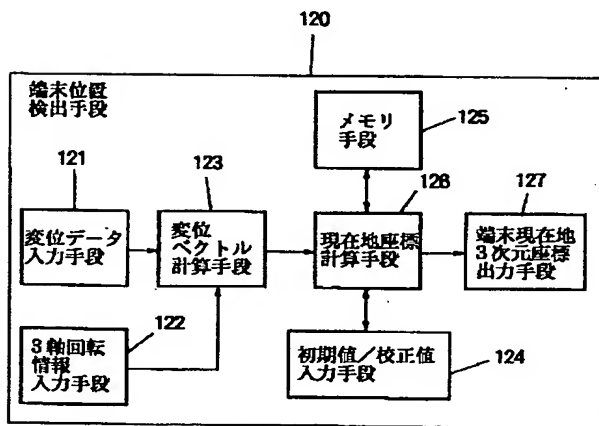 120
端末位置
検出手段
メモリ
手段
125
121
123
126
127
変位データ
入力手段
変位
ベクトル
計算手段
現在地座標
計算手段
端末現在地
3次元座標
出力手段
3軸回転
情報
入力手段
122
初期値/校正値
入力手段
124